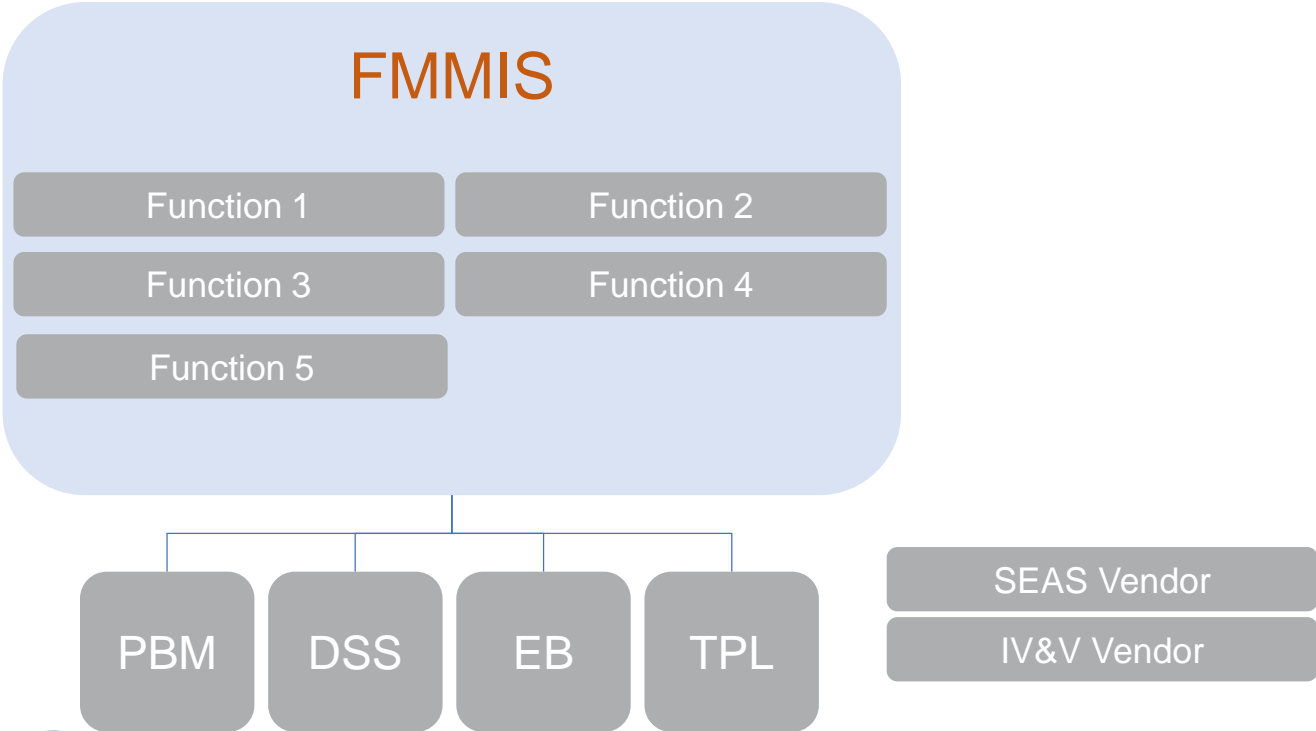 FMMIS
Function 1
Function 2
Function 3
Function 4
Function 5
PBM
DSS
EB
TPL
SEAS Vendor
IV&V Vendor